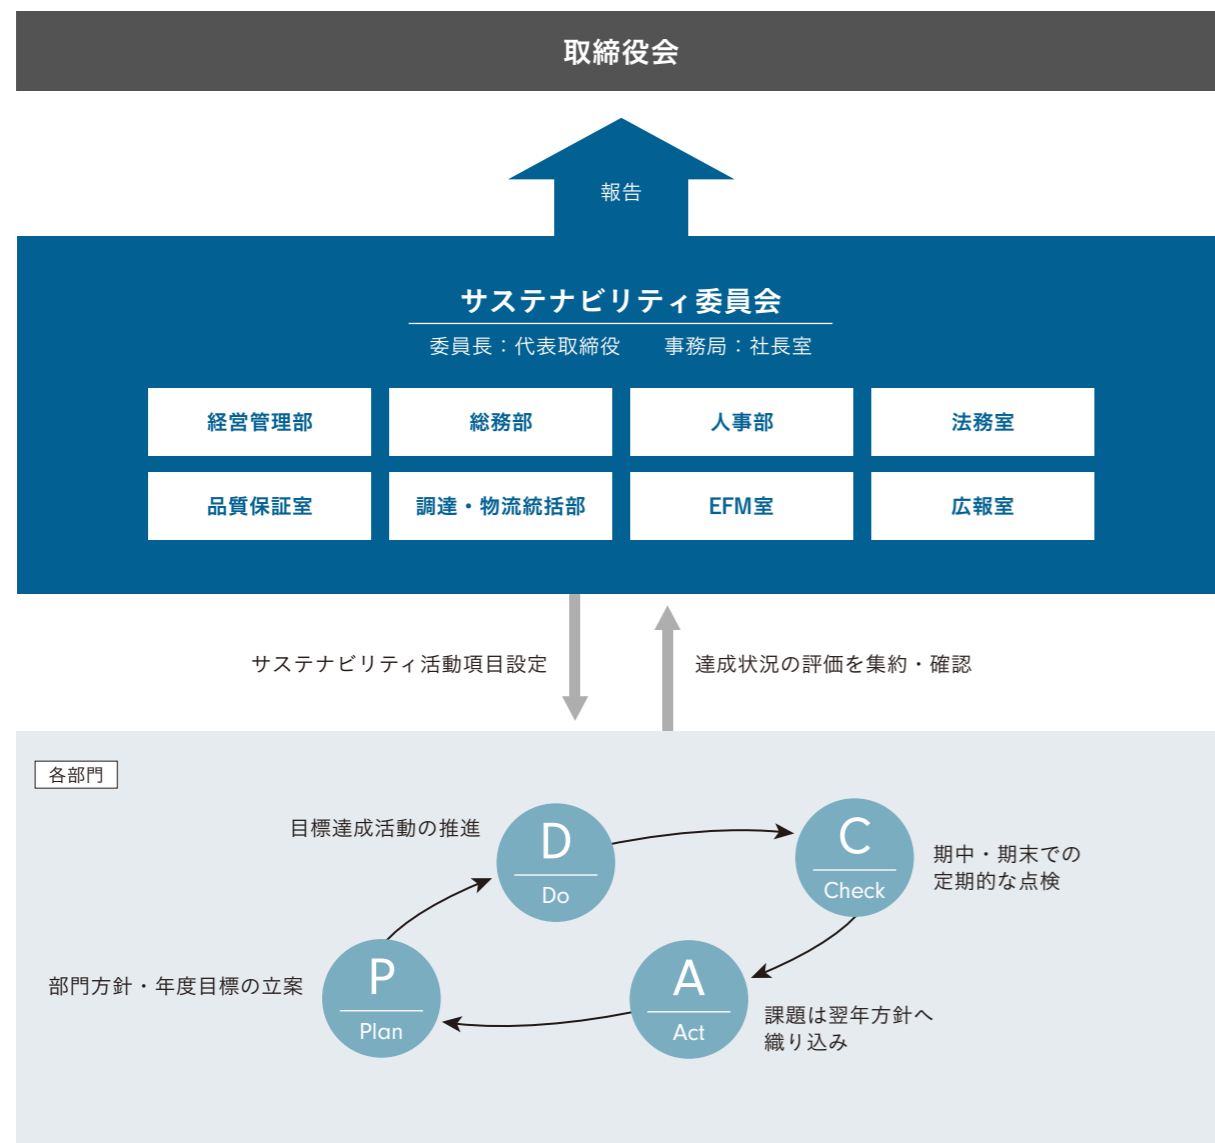 取締役会
報告
サステナビリティ委員会
委員長：代表取締役　　事務局：社長室
経営管理部
総務部
人事部
法務室
品質保証室
調達・物流統括部
EFM室
広報室
サステナビリティ活動項目設定
達成状況の評価を集約・確認
各部門
目標達成活動の推進
D
Do
C
Check
期中・期末での
定期的な点検
部門方針・年度目標の立案
P
Plan
A
Act
課題は翌年方針へ
織り込み